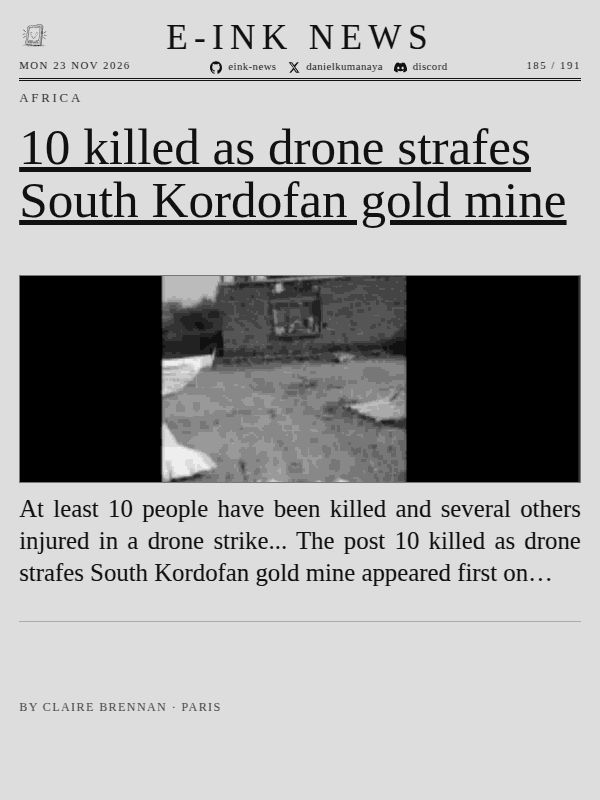 E-INK NEWS
MON 23 NOV 2026
eink-news danielkumanaya discord
185 / 191
AFRICA
10 killed as drone strafes
South Kordofan gold mine
At least 10 people have been killed and several others
injured in a drone strike... The post 10 killed as drone
strafes South Kordofan gold mine appeared first on…
BY CLAIRE BRENNAN · PARIS